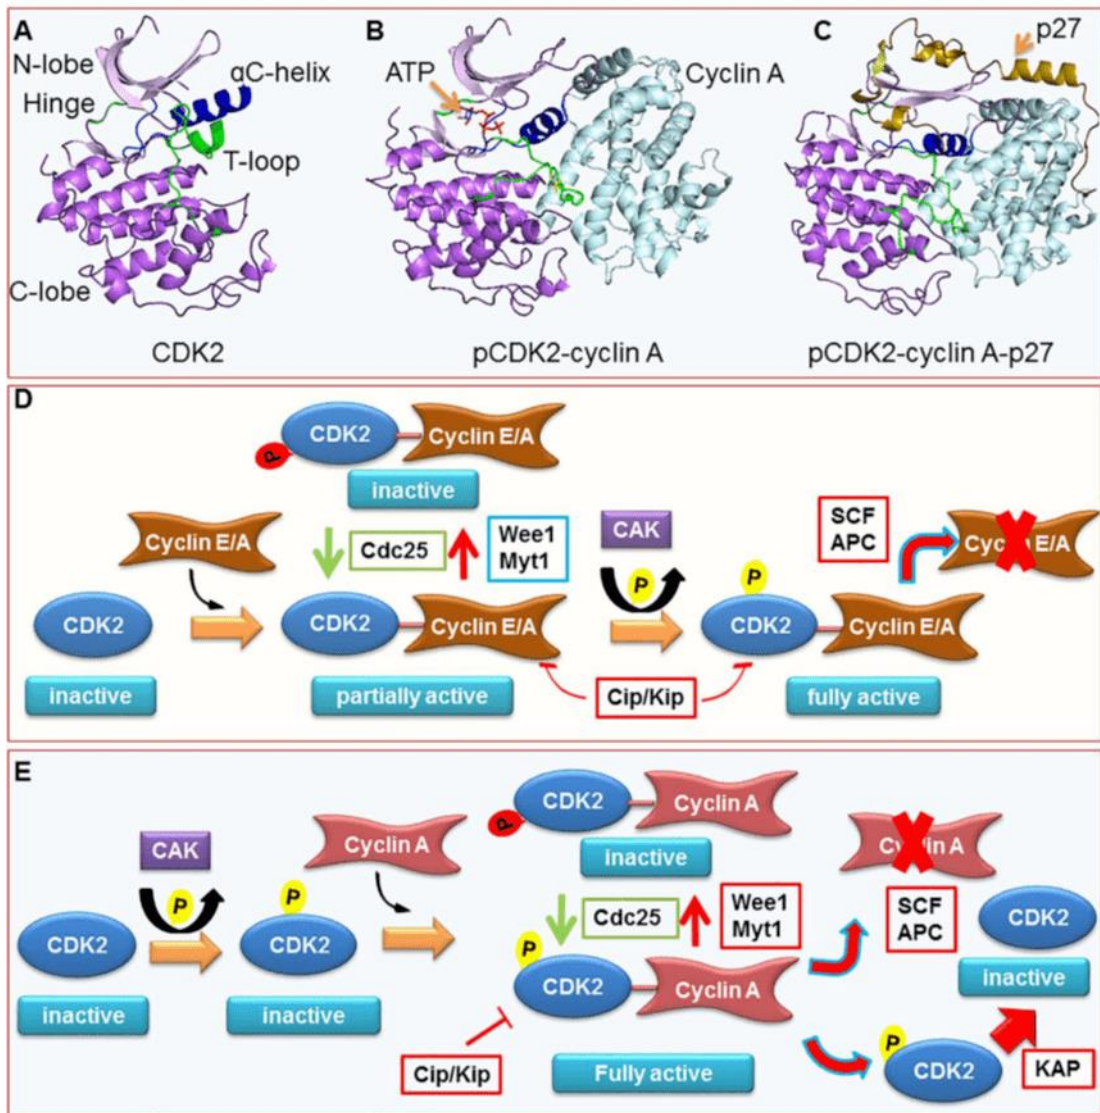 A
B
C
p27
N-lobe
αC-helix
ATP
Cyclin A
Hinge
T-loop
C-lobe
CDK2
pCDK2-cyclin A
pCDK2-cyclin A-p27
D
CDK2
Cyclin E/A
P
inactive
Cyclin E/A
Cdc25
Wee1
Myt1
CAK
P
SCF
APC
Cyclin E/A
P
CDK2
CDK2
Cyclin E/A
CDK2
Cyclin E/A
inactive
partially active
Cip/Kip
fully active
E
CDK2
Cyclin A
P
inactive
CAK
P
Cyclin A
P
Cyclin A
SCF
APC
Cdc25
Wee1
Myt1
CDK2
CDK2
P
CDK2
Cyclin A
CDK2
inactive
inactive
inactive
Cip/Kip
Fully active
P
CDK2
KAP